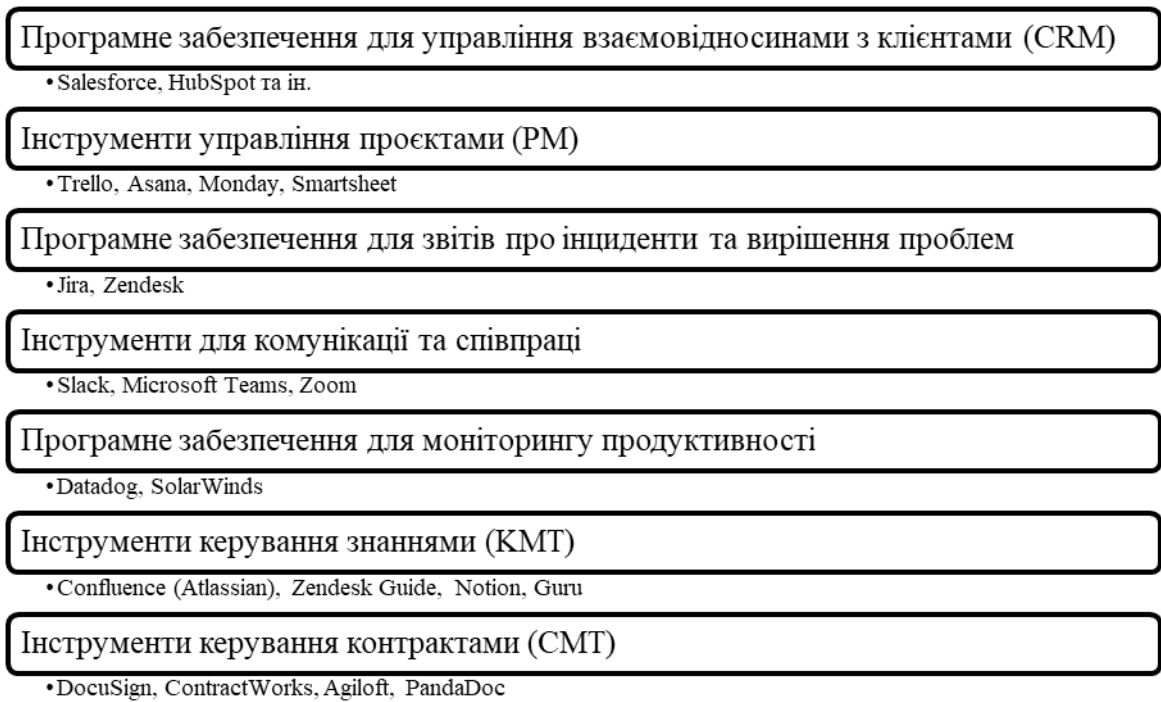 Програмне забезпечення для управління взаємовідносинами з клієнтами (CRM)
• Salesforce, HubSpot та ін.
Інструменти управління проєктами (PM)
• Trello, Asana, Monday, Smartsheet
Програмне забезпечення для звітів про інциденти та вирішення проблем
• Jira, Zendesk
Інструменти для комунікації та співпраці
• Slack, Microsoft Teams, Zoom
Програмне забезпечення для моніторингу продуктивності
• Datadog, SolarWinds
Інструменти керування знаннями (KMT)
• Confluence (Atlassian), Zendesk Guide, Notion, Guru
Інструменти керування контрактами (CMT)
• DocuSign, ContractWorks, Agiloft, PandaDoc